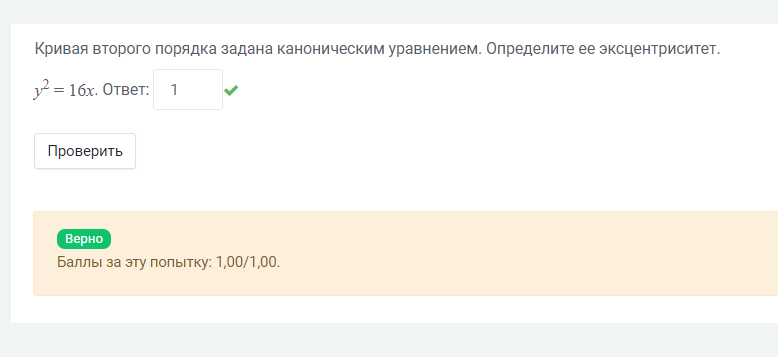 Кривая второго порядка задана каноническим уравнением. Определите ее эксцентриситет.
y² = 16x. Ответ: 1
Проверить
Верно
Баллы за эту попытку: 1,00/1,00.